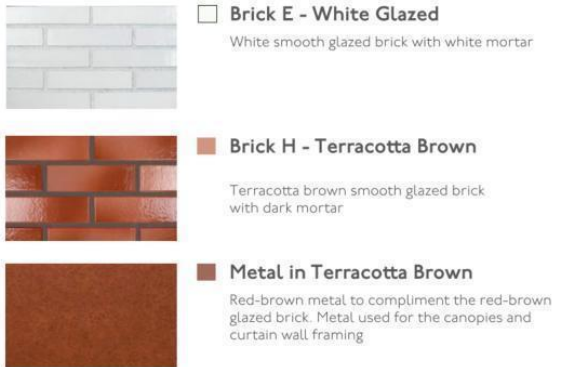 Brick E - White Glazed
White smooth glazed brick with white mortar
Brick H - Terracotta Brown
Terracotta brown smooth glazed brick
with dark mortar
Metal in Terracotta Brown
Red-brown metal to compliment the red-brown
glazed brick. Metal used for the canopies and
curtain wall framing